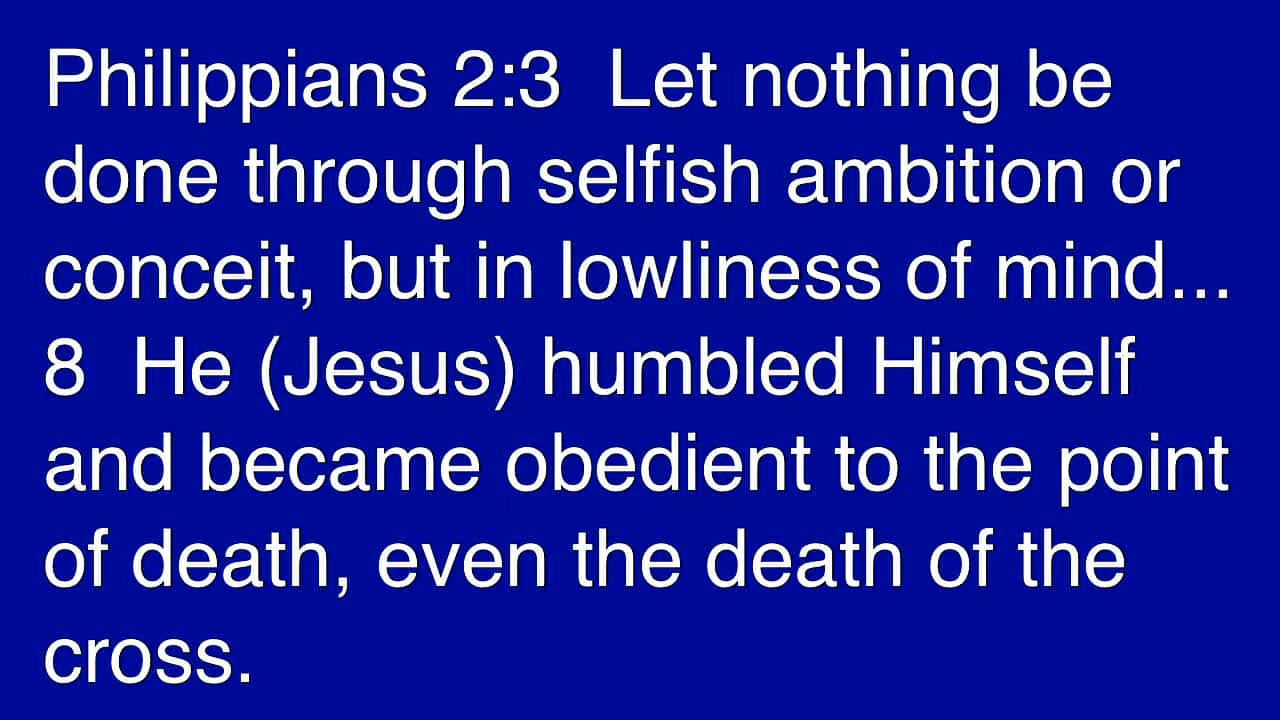 Philippians 2:3  Let nothing be
done through selfish ambition or
conceit, but in lowliness of mind...
8  He (Jesus) humbled Himself
and became obedient to the point
of death, even the death of the
cross.